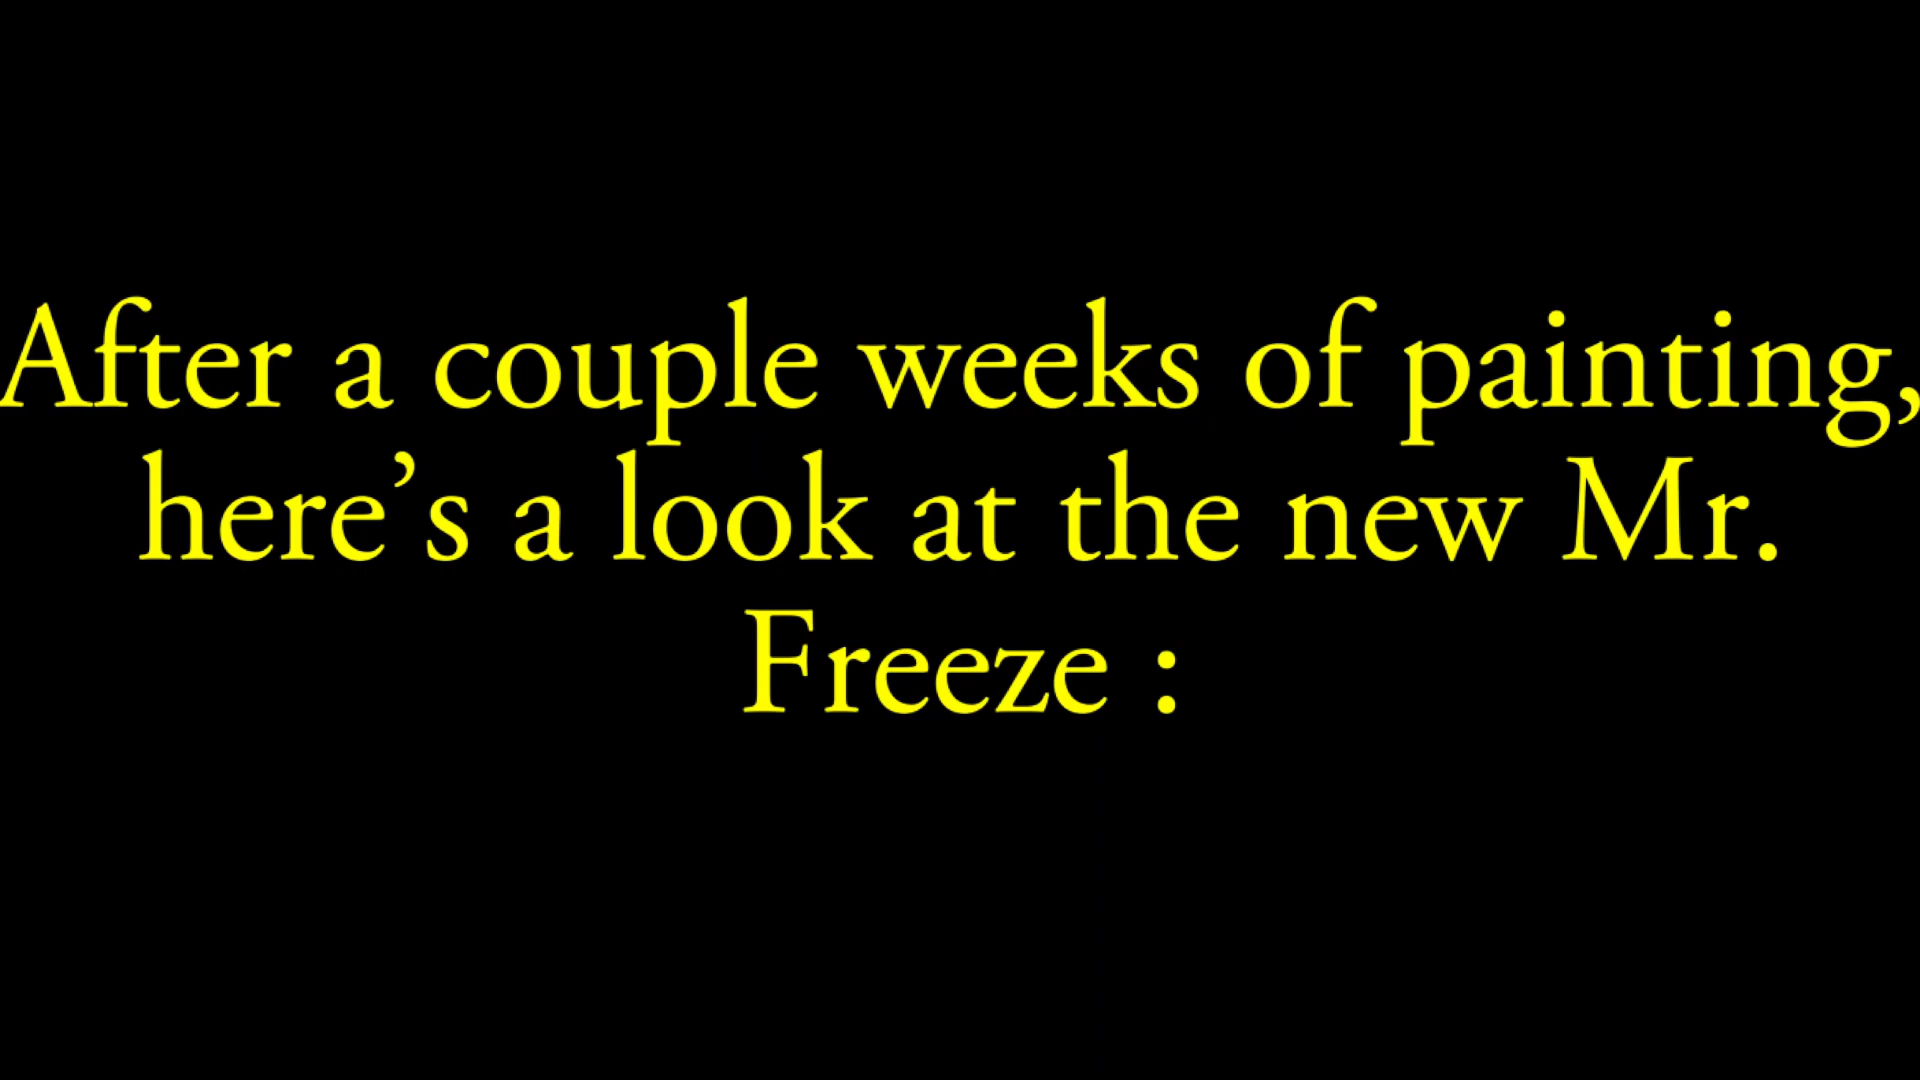 After a couple weeks of painting,
here’s a look at the new Mr.
Freeze :